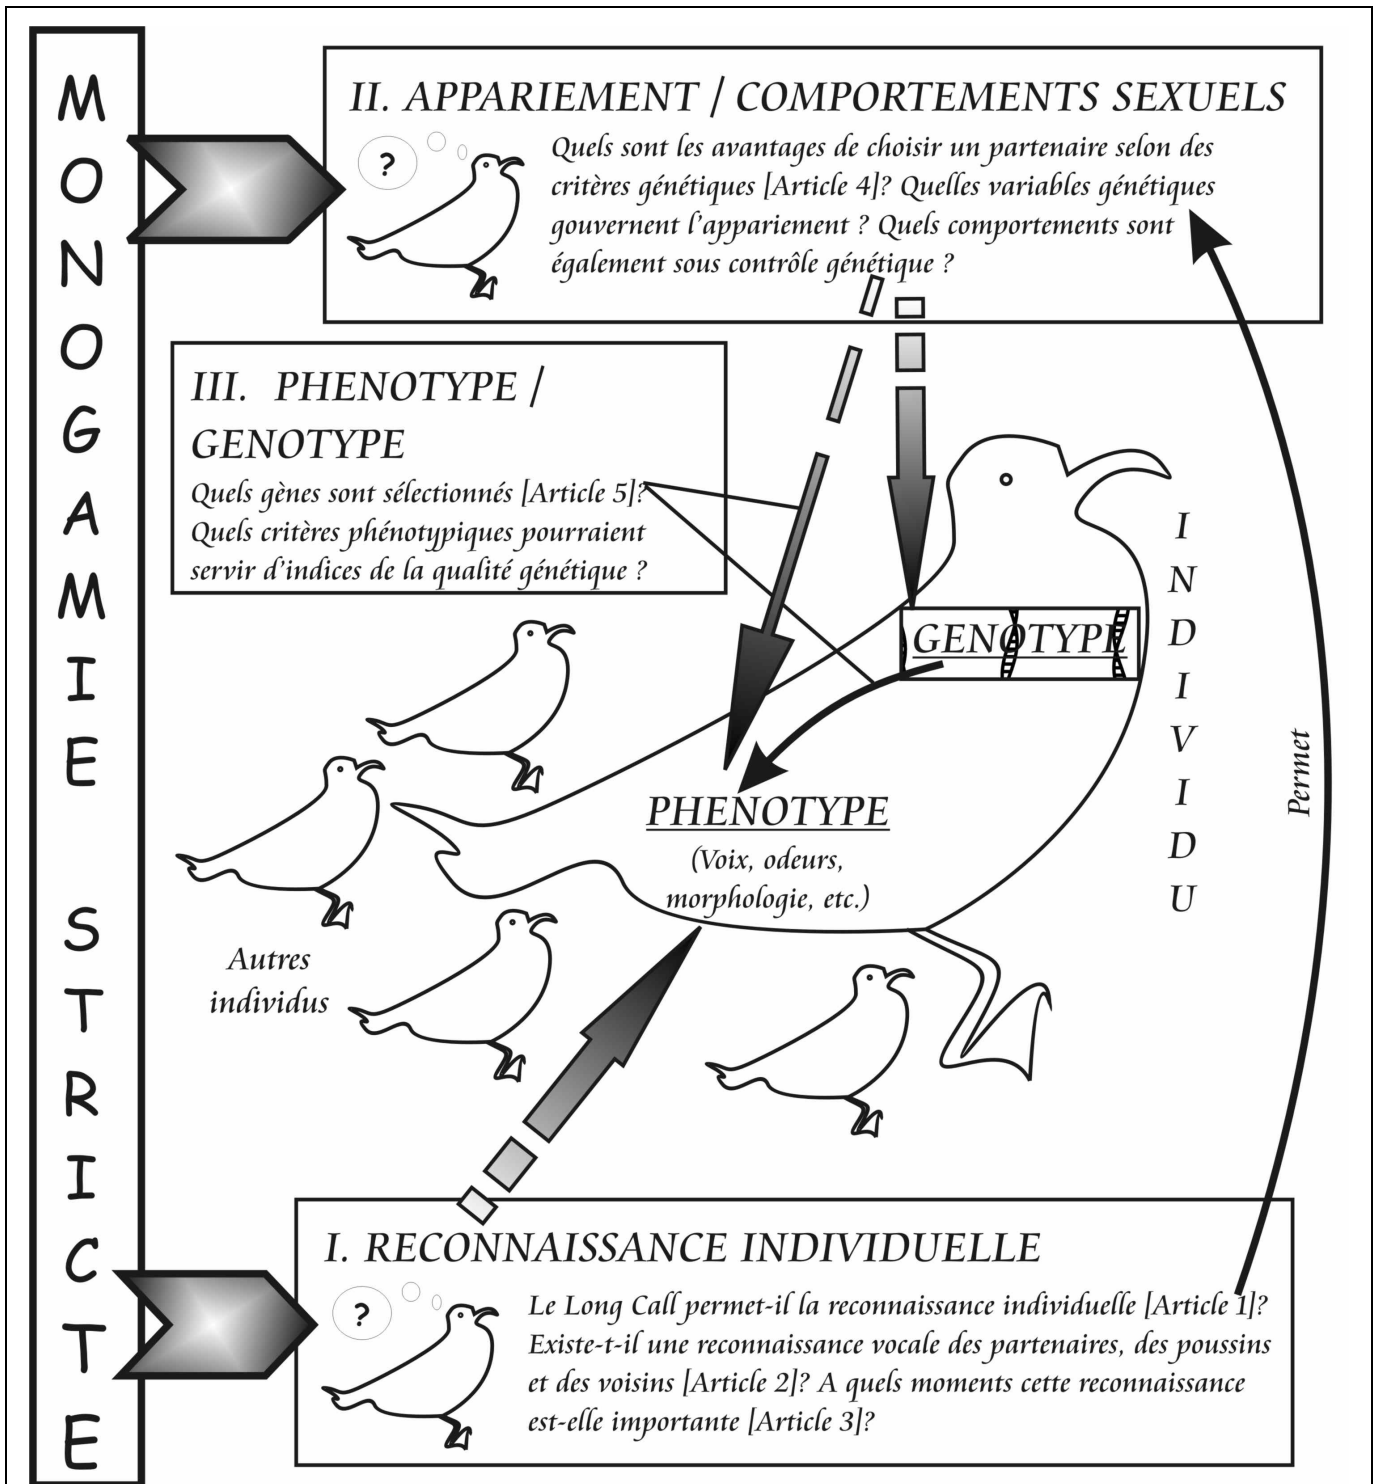 MONOGAMIE STRICTE
II. APPARIEMENT / COMPORTEMENTS SEXUELS
?
Quels sont les avantages de choisir un partenaire selon des
critères génétiques [Article 4]? Quelles variables génétiques
gouvernent l'appariement ? Quels comportements sont
également sous contrôle génétique ?
III. PHENOTYPE /
GENOTYPE
Quels gènes sont sélectionnés [Article 5]?
Quels critères phénotypiques pourraient
servir d'indices de la qualité génétique ?
GENOTYPE
INDIVIDU
Permet
PHENOTYPE
(Voix, odeurs,
morphologie, etc.)
Autres
individus
I. RECONNAISSANCE INDIVIDUELLE
?
Le Long Call permet-il la reconnaissance individuelle [Article 1]?
Existe-t-il une reconnaissance vocale des partenaires, des poussins
et des voisins [Article 2]? A quels moments cette reconnaissance
est-elle importante [Article 3]?